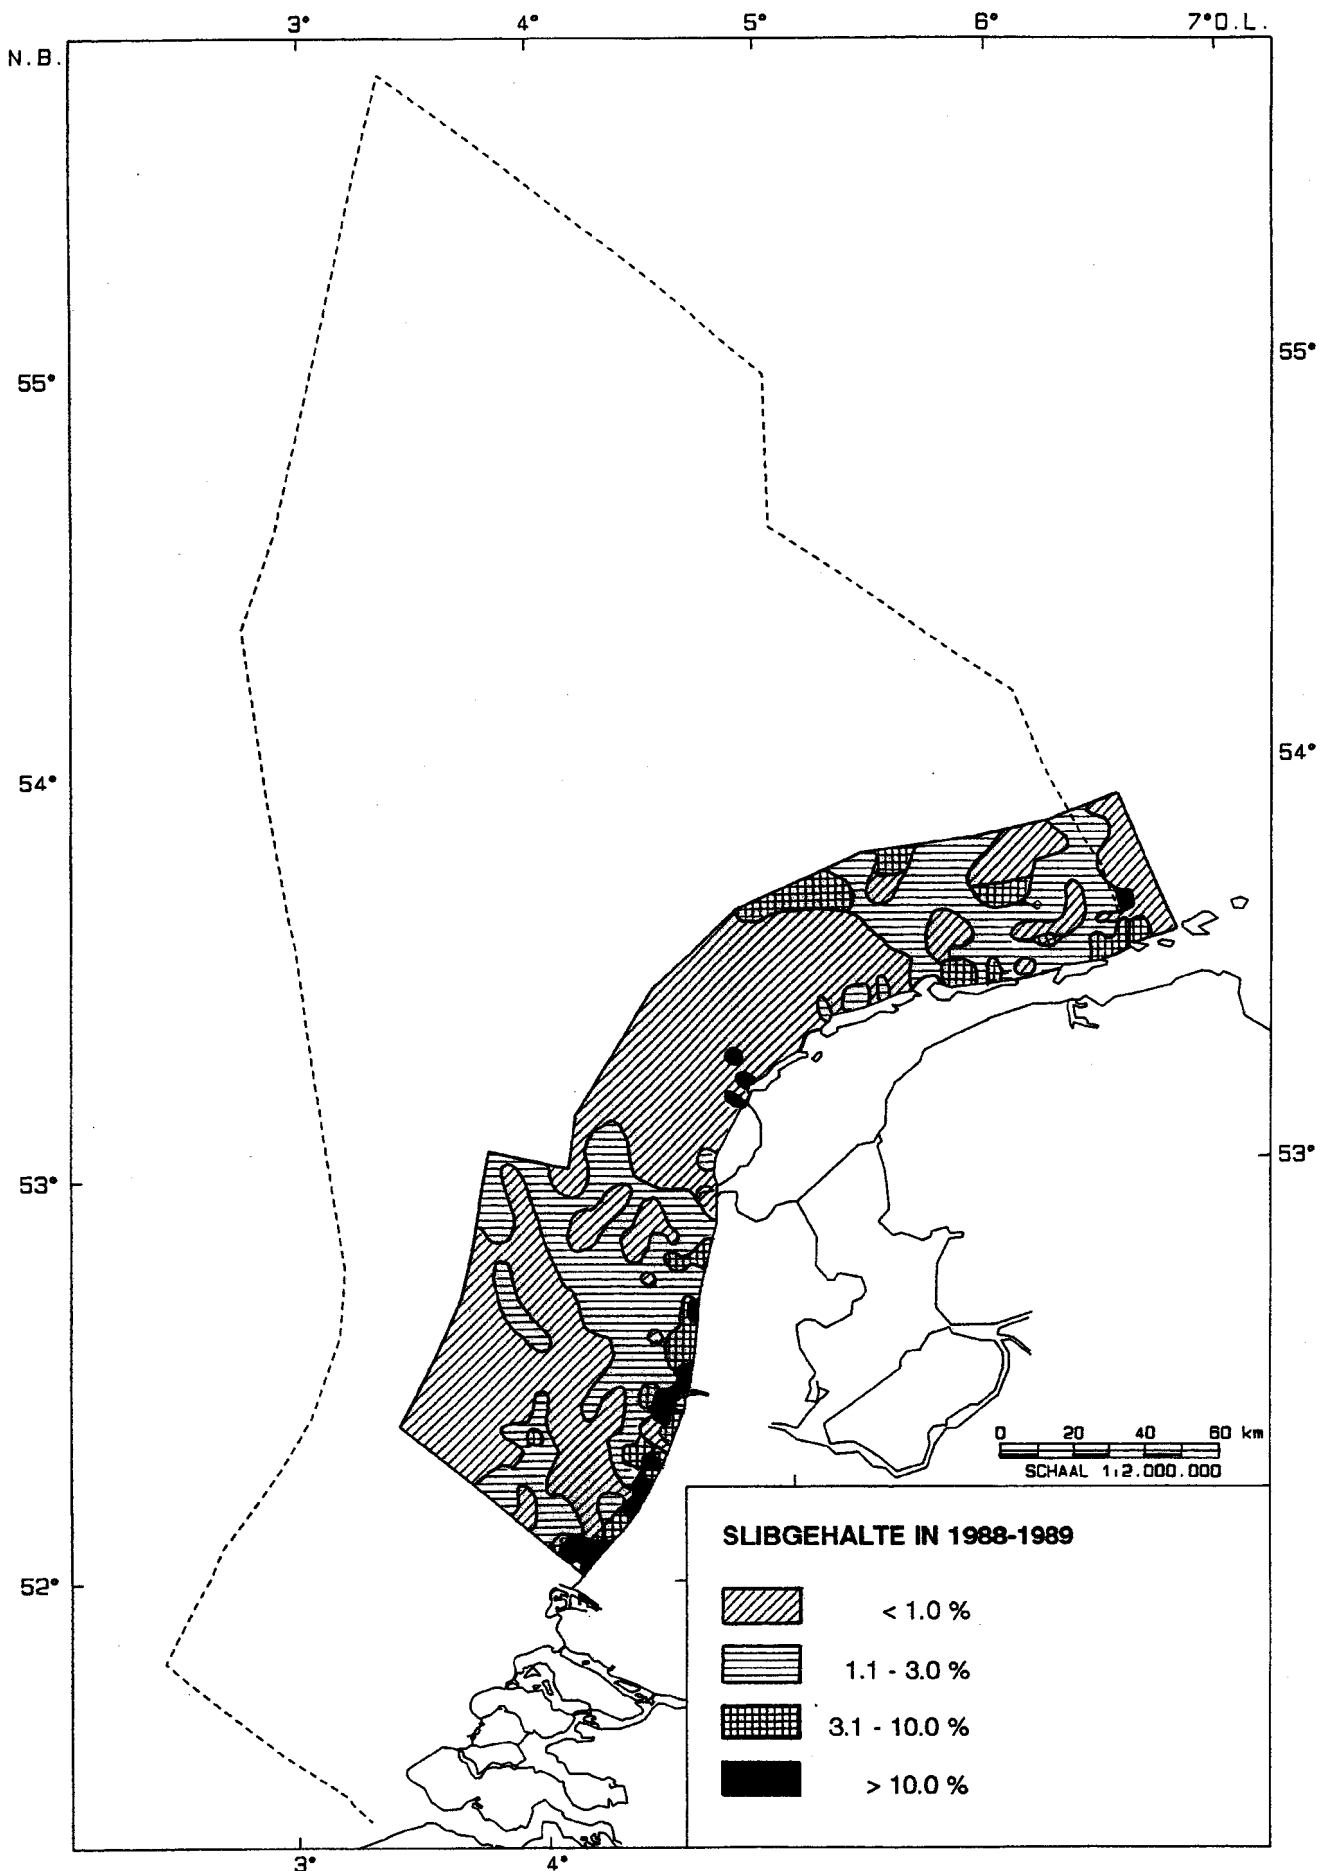 3° 4° 5° 6° 7°O.L.
N.B.
55° 55°
54° 54°
53° 53°
0 20 40 60 km
SCHAAL 1:2.000.000
52°
SLIBGEHALTE IN 1988-1989
< 1.0 %
1.1 - 3.0 %
3.1 - 10.0 %
> 10.0 %
3° 4°